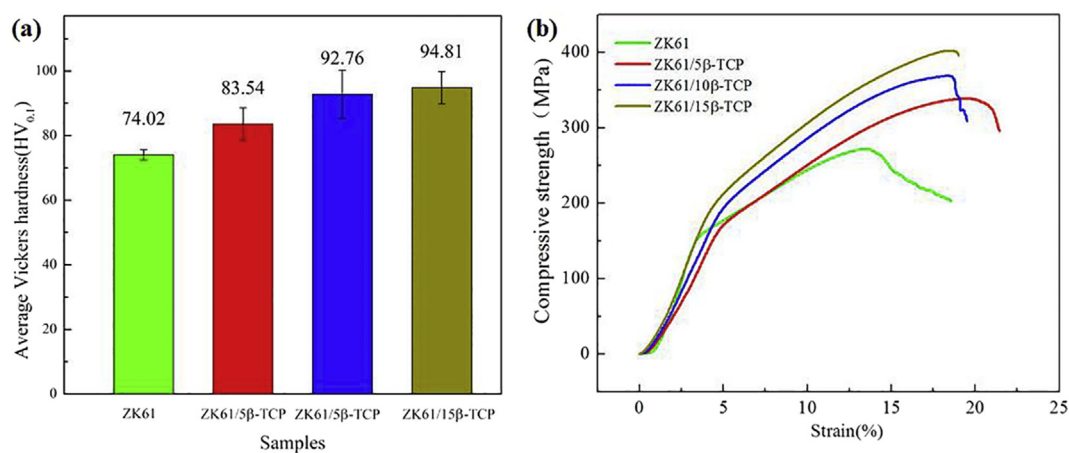 (a)
74.02
83.54
92.76
94.81
100
80
60
40
20
0
Average Vickers hardness(HV0.1)
ZK61
ZK61/5β-TCP
ZK61/5β-TCP
ZK61/15β-TCP
Samples
(b)
ZK61
ZK61/5β-TCP
ZK61/10β-TCP
ZK61/15β-TCP
400
300
200
100
0
Compressive strength（MPa）
0
5
10
15
20
25
Strain(%)